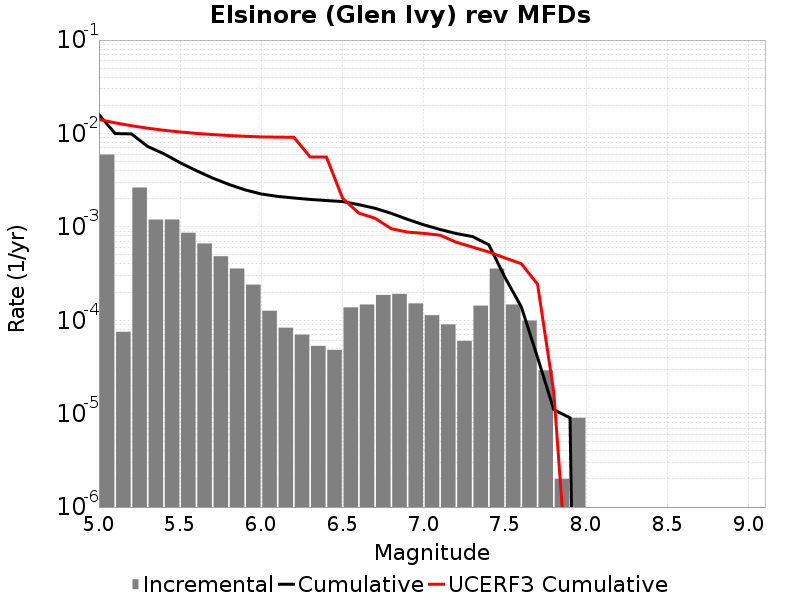 Elsinore (Glen Ivy) rev MFDs
10^-1
10^-2
10^-3
10^-4
10^-5
10^-6
Rate (1/yr)
5.0 5.5 6.0 6.5 7.0 7.5 8.0 8.5 9.0
Magnitude
Incremental Cumulative UCERF3 Cumulative